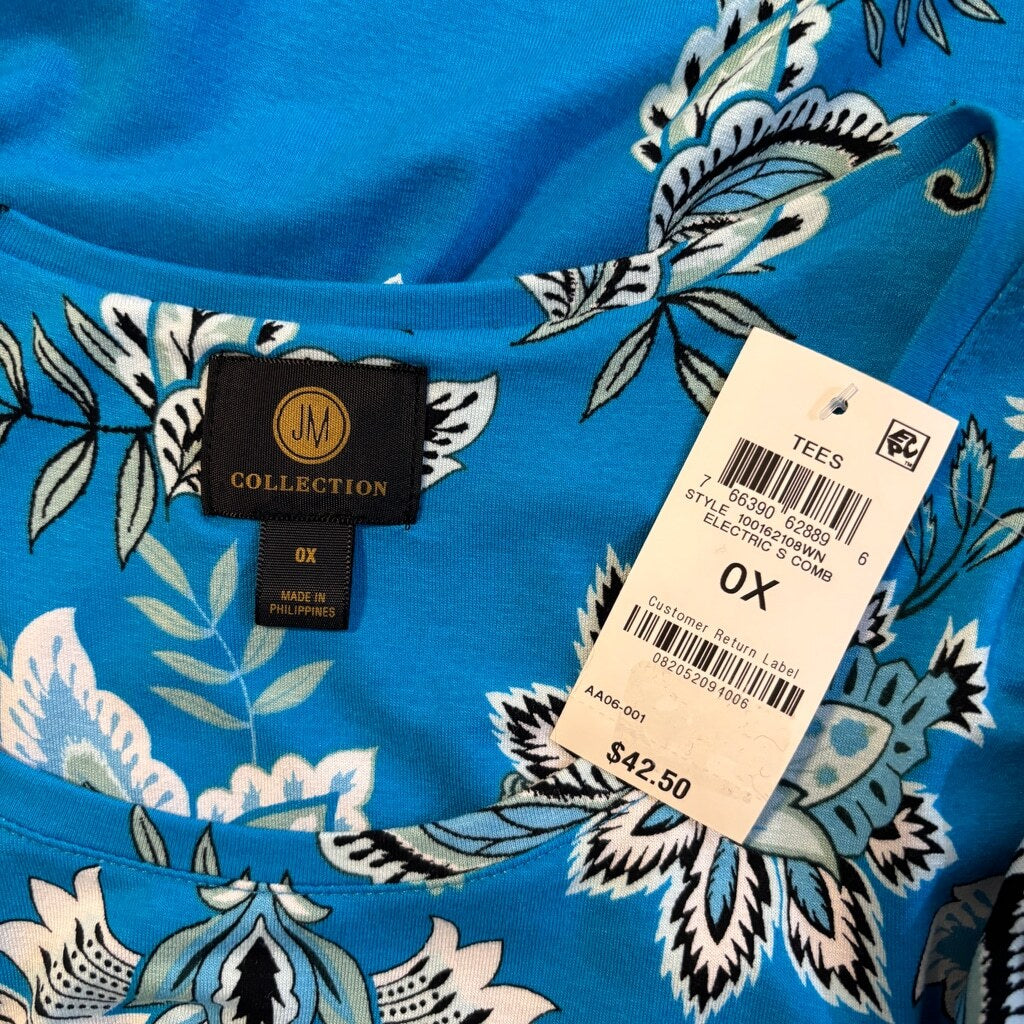 JM
COLLECTION
0X
MADE IN
PHILIPPINES
TEES
7 66390 62889 6
STYLE 100162108WN
ELECTRIC S COMB
0X
Customer Return Label
082052091006
AA06-001
$42.50